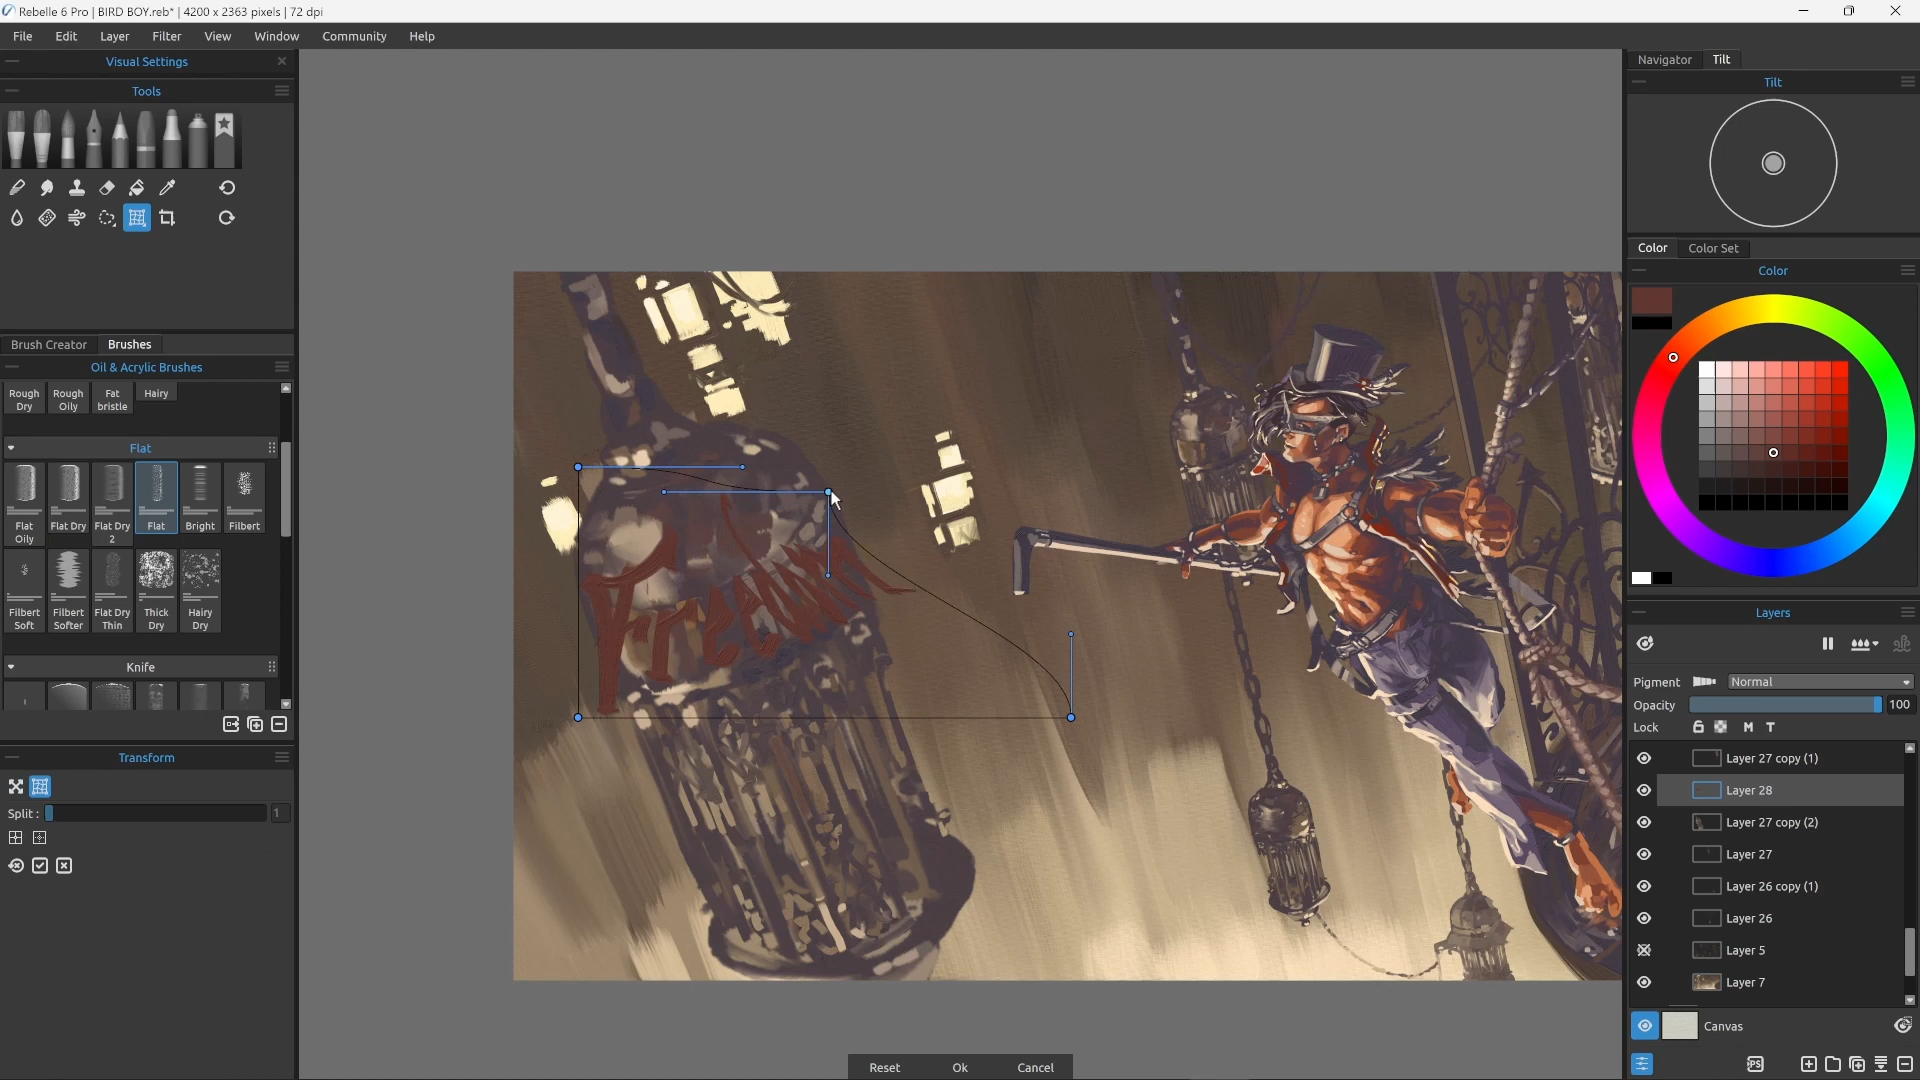 Rebelle 6 Pro | BIRD BOY.reb* | 4200 x 2363 pixels | 72 dpi
File Edit Layer Filter View Window Community Help
Visual Settings
Tools
Brush Creator Brushes
Oil & Acrylic Brushes
Rough Dry
Rough Oily
Fat bristle
Hairy
Flat
Flat Oily
Flat Dry
Flat Dry 2
Flat
Bright
Filbert
Filbert Soft
Filbert Softer
Flat Dry Thin
Thick Dry
Hairy Dry
Knife
Transform
Split: 1
Reset Ok Cancel
Navigator Tilt
Tilt
Color Color Set
Color
Layers
Pigment Normal
Opacity 100
Lock M T
Layer 27 copy (1)
Layer 28
Layer 27 copy (2)
Layer 27
Layer 26 copy (1)
Layer 26
Layer 5
Layer 7
Canvas
PS